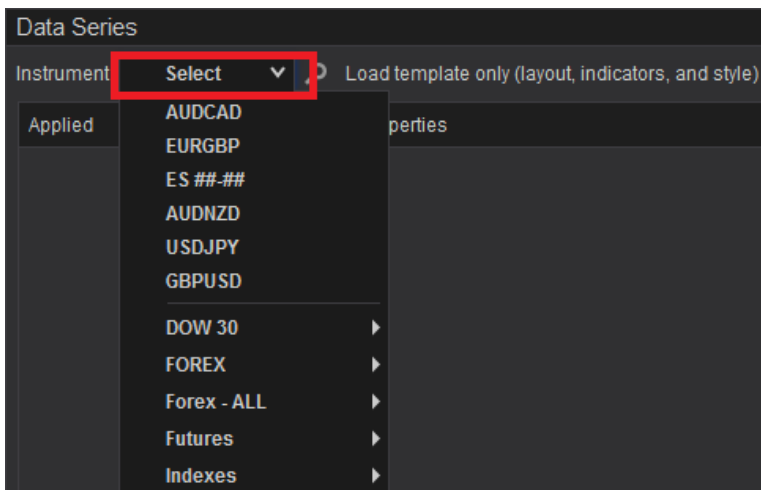 Data Series
Instrument Select Load template only (layout, indicators, and style)
Applied perties
AUDCAD
EURGBP
ES ##-##
AUDNZD
USDJPY
GBPUSD
DOW 30
FOREX
Forex - ALL
Futures
Indexes